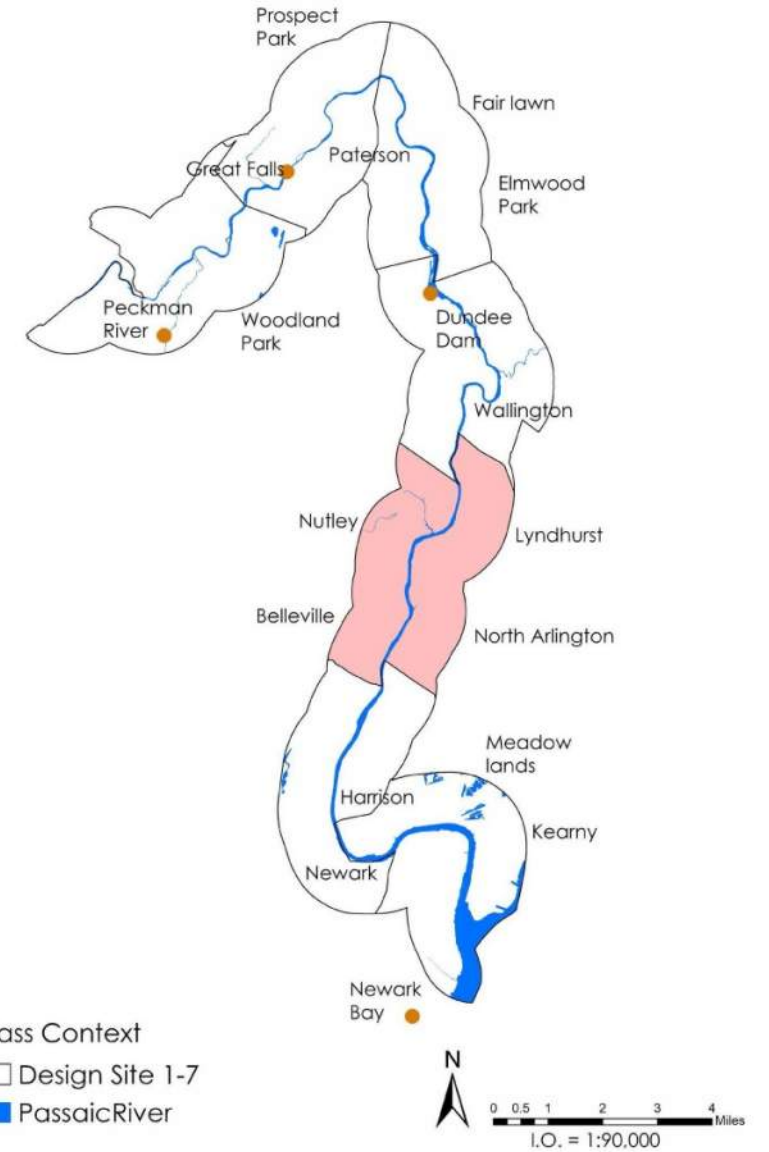 Prospect
Park
Fair lawn
Paterson
Great Falls
Elmwood
Park
Peckman
River
Woodland
Park
Dundee
Dam
Wallington
Nutley
Lyndhurst
Belleville
North Arlington
Meadow
lands
Harrison
Kearny
Newark
Newark
Bay
ass Context
Design Site 1-7
PassaicRiver
N
0 0.5 1 2 3 4
Miles
I.O. = 1:90,000